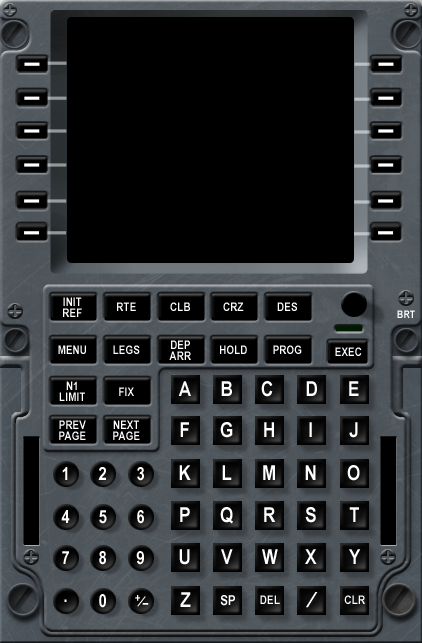 INIT REF
RTE
CLB
CRZ
DES
BRT
MENU
LEGS
DEP ARR
HOLD
PROG
EXEC
N1 LIMIT
FIX
A B C D E
PREV PAGE
NEXT PAGE
F G H I J
1 2 3
K L M N O
4 5 6
P Q R S T
7 8 9
U V W X Y
. 0 +/-
Z SP DEL / CLR